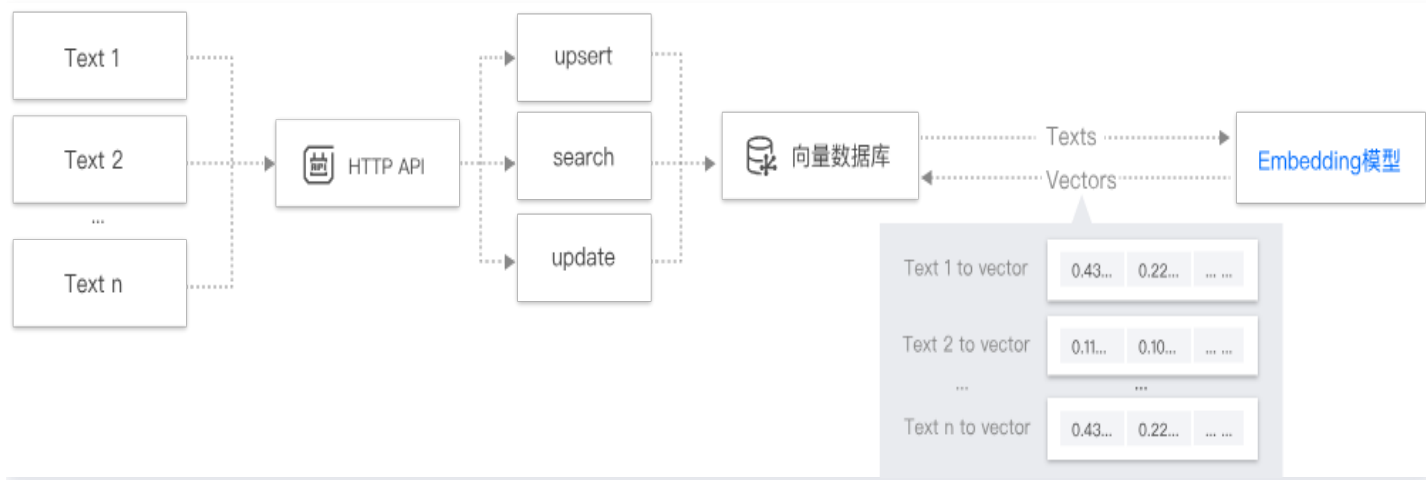 Text 1
Text 2
...
Text n
API
HTTP API
upsert
search
update
向量数据库
Texts
Vectors
Embedding模型
Text 1 to vector
0.43... 0.22... ... ...
Text 2 to vector
0.11... 0.10... ... ...
... ...
Text n to vector
0.43... 0.22... ... ...